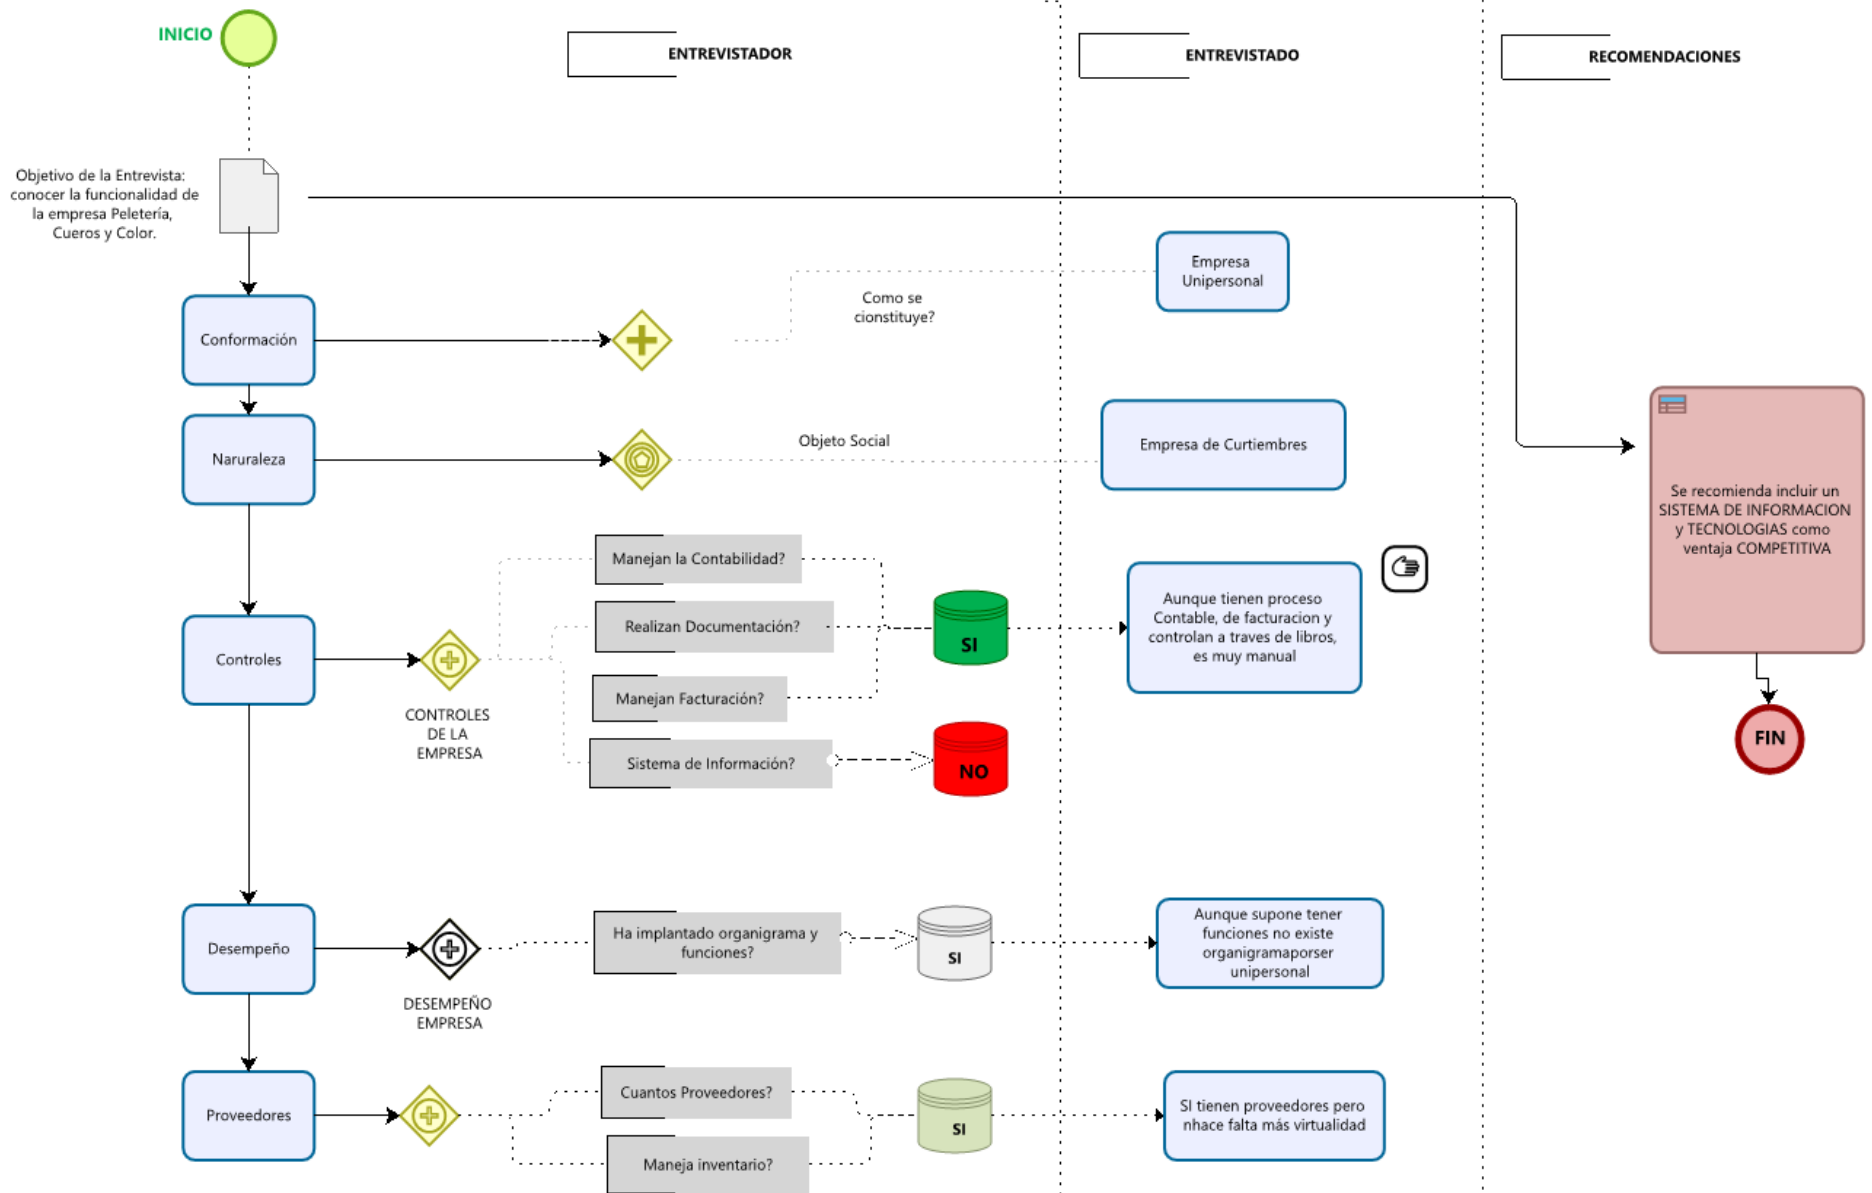 INICIO
ENTREVISTADOR
ENTREVISTADO
RECOMENDACIONES
Objetivo de la Entrevista:
conocer la funcionalidad de
la empresa Peletería,
Cueros y Color.
Conformación
Como se
cionstituye?
Empresa
Unipersonal
Naruraleza
Objeto Social
Empresa de Curtiembres
Se recomienda incluir un
SISTEMA DE INFORMACION
y TECNOLOGIAS como
ventaja COMPETITIVA
FIN
Controles
CONTROLES
DE LA
EMPRESA
Manejan la Contabilidad?
Realizan Documentación?
Manejan Facturación?
Sistema de Información?
SI
NO
Aunque tienen proceso
Contable, de facturacion y
controlan a traves de libros,
es muy manual
Desempeño
DESEMPEÑO
EMPRESA
Ha implantado organigrama y
funciones?
SI
Aunque supone tener
funciones no existe
organigramaporser
unipersonal
Proveedores
Cuantos Proveedores?
Maneja inventario?
SI
SI tienen proveedores pero
nhace falta más virtualidad